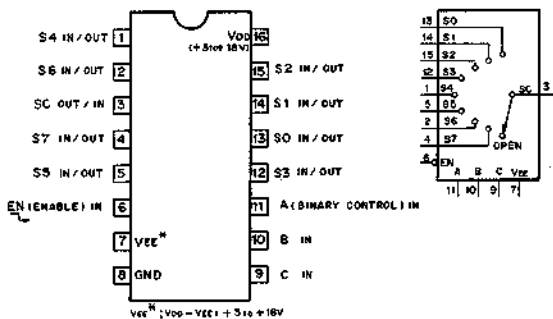 S4 IN/OUT 1
S6 IN/OUT 2
SC OUT/IN 3
S7 IN/OUT 4
S5 IN/OUT 5
EN (ENABLE) IN 6
7 VEE*
8 GND
VDD 16
(+3 to 18V)
15 S2 IN/OUT
14 S1 IN/OUT
13 S0 IN/OUT
12 S3 IN/OUT
11 A (BINARY CONTROL) IN
10 B IN
9 C IN
VEE* : VDD-VEE: +3 to +18V
13 S0
14 S1
15 S2
12 S3
1 S4
5 S5
2 S6
4 S7
SC 3
OPEN
6 EN
A B C VEE
11 10 9 7